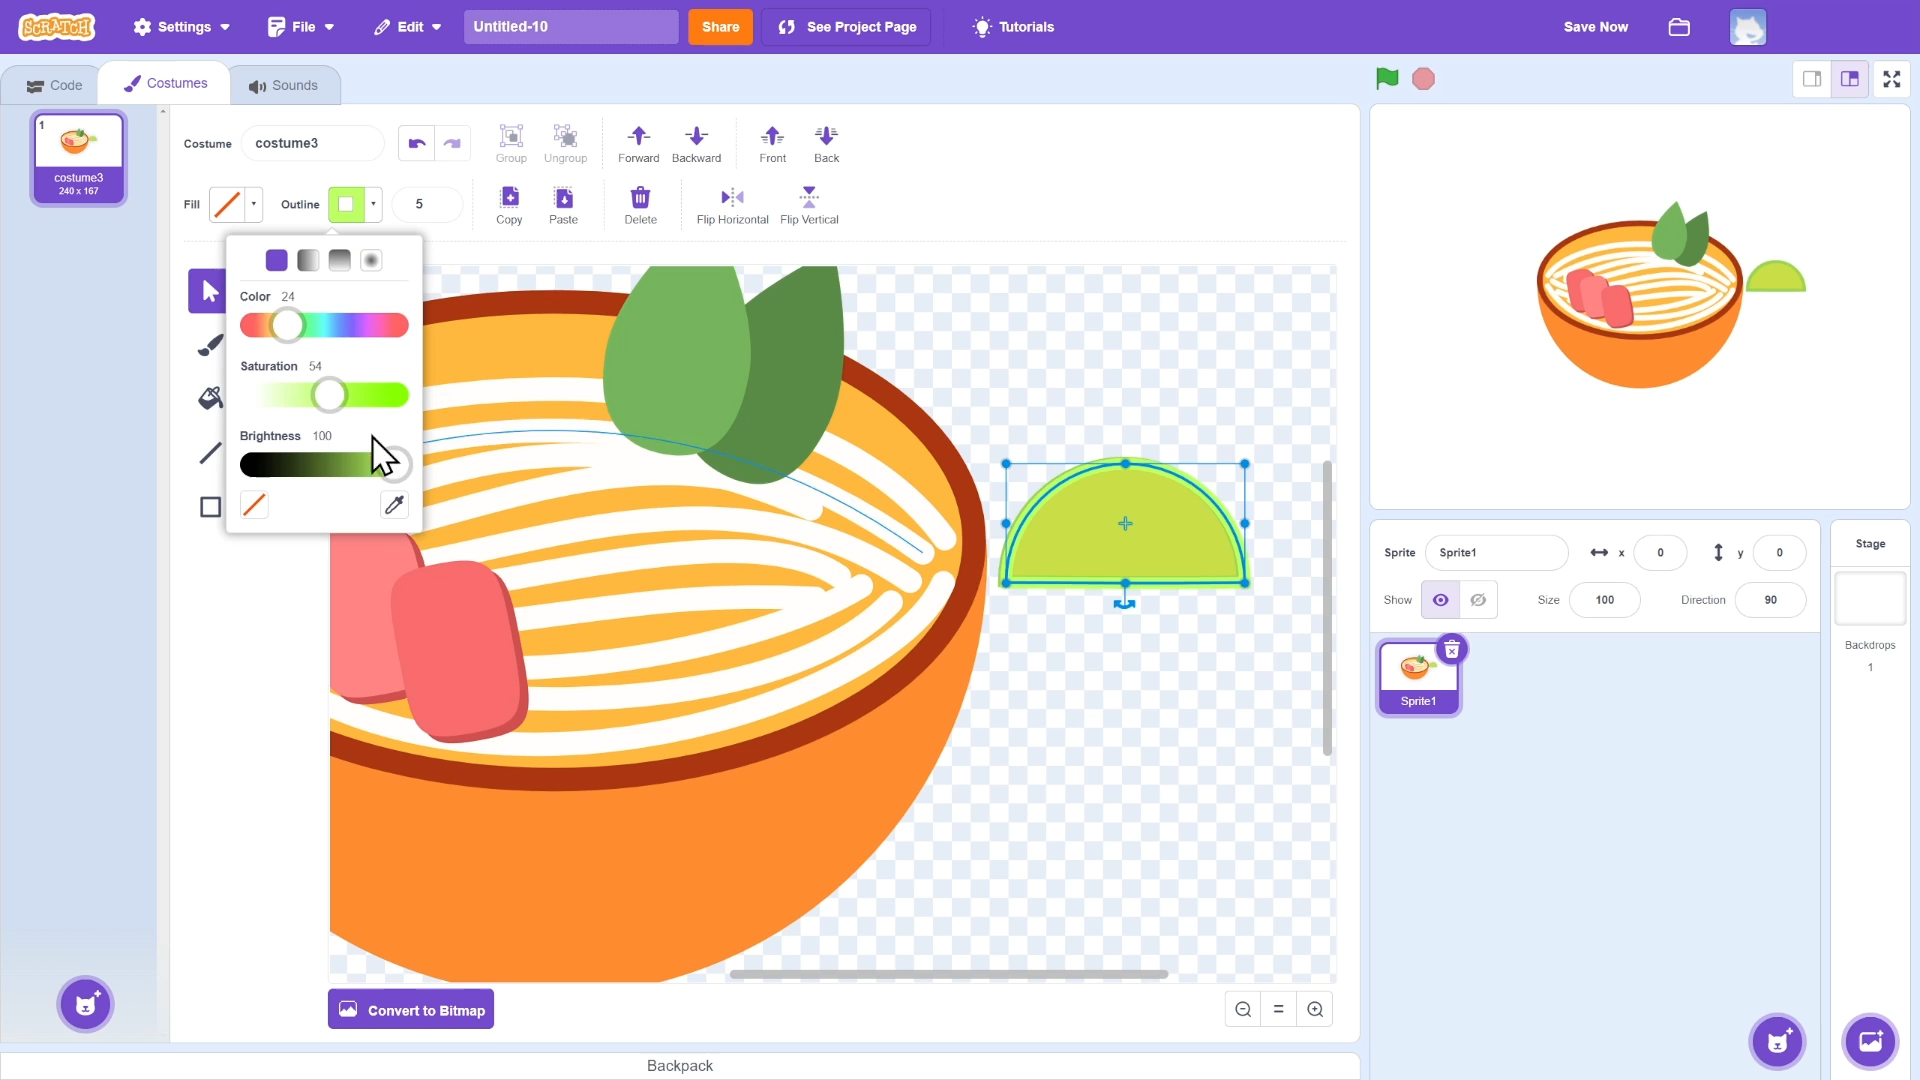 SCRATCH
Settings
File
Edit
Untitled-10
Share
See Project Page
Tutorials
Save Now
Code
Costumes
Sounds
1
costume3
240 x 167
Costume
costume3
Group
Ungroup
Forward
Backward
Front
Back
Fill
Outline
5
Copy
Paste
Delete
Flip Horizontal
Flip Vertical
Color 24
Saturation 54
Brightness 100
Convert to Bitmap
Backpack
Sprite
Sprite1
x
0
y
0
Show
Size
100
Direction
90
Sprite1
Stage
Backdrops
1